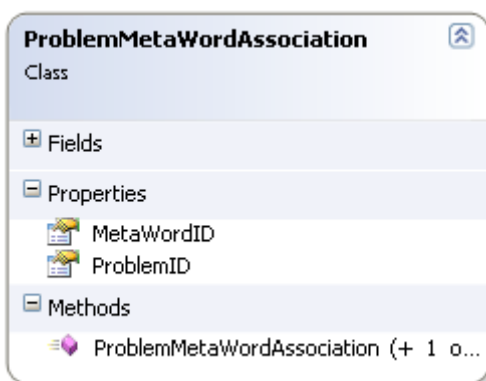 ProblemMetaWordAssociation
Class
Fields
Properties
MetaWordID
ProblemID
Methods
ProblemMetaWordAssociation (+ 1 o...